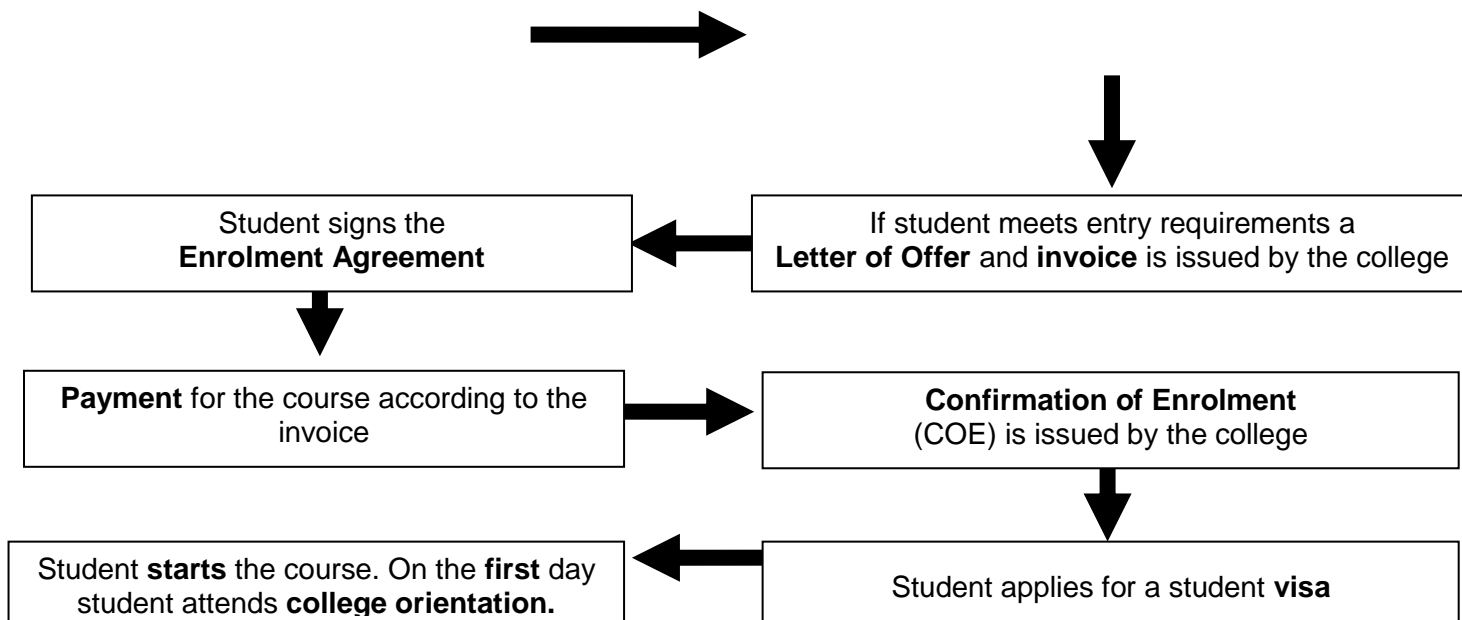 Student signs the
Enrolment Agreement
If student meets entry requirements a
Letter of Offer and invoice is issued by the college
Payment for the course according to the
invoice
Confirmation of Enrolment
(COE) is issued by the college
Student starts the course. On the first day
student attends college orientation.
Student applies for a student visa